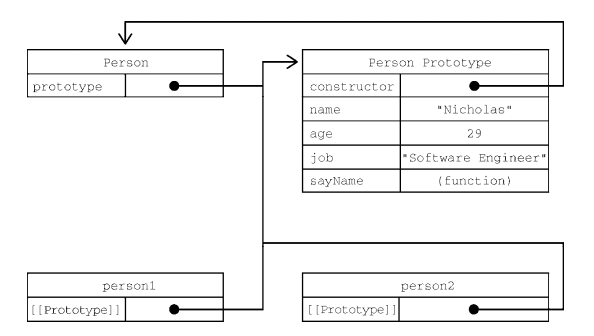 Person
prototype
Person Prototype
constructor
name "Nicholas"
age 29
job "Software Engineer"
sayName (function)
person1
[[Prototype]]
person2
[[Prototype]]